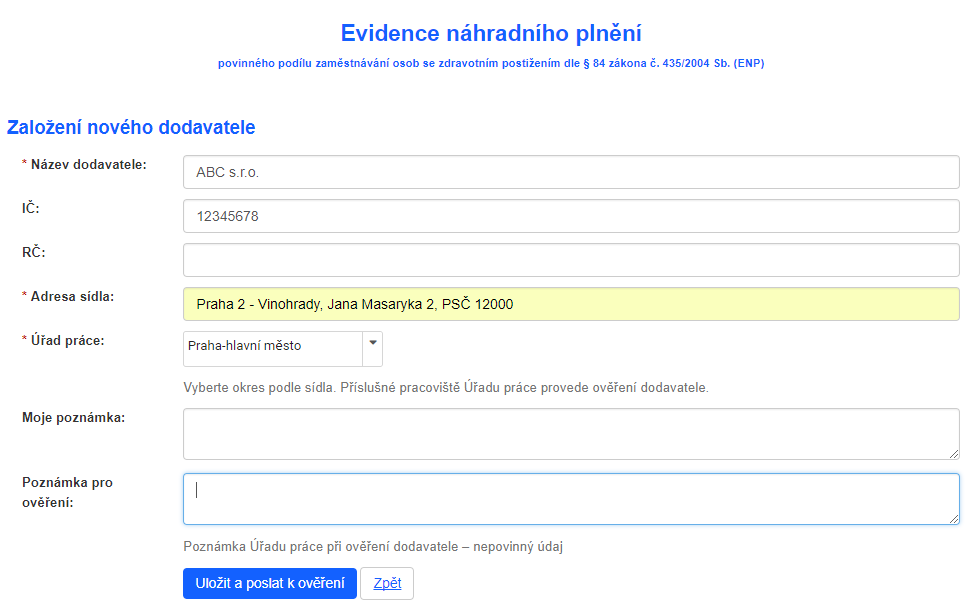 Evidence náhradního plnění
povinného podílu zaměstnávání osob se zdravotním postižením dle § 84 zákona č. 435/2004 Sb. (ENP)
Založení nového dodavatele
* Název dodavatele:
ABC s.r.o.
IČ:
12345678
RČ:
* Adresa sídla:
Praha 2 - Vinohrady, Jana Masaryka 2, PSČ 12000
* Úřad práce:
Praha-hlavní město
Vyberte okres podle sídla. Příslušné pracoviště Úřadu práce provede ověření dodavatele.
Moje poznámka:
Poznámka pro
ověření:
Poznámka Úřadu práce při ověření dodavatele – nepovinný údaj
Uložit a poslat k ověření
Zpět